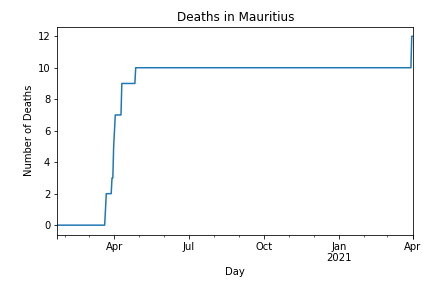 Deaths in Mauritius
12
10
8
6
4
2
0
Number of Deaths
Apr
Jul
Oct
Jan
2021
Apr
Day